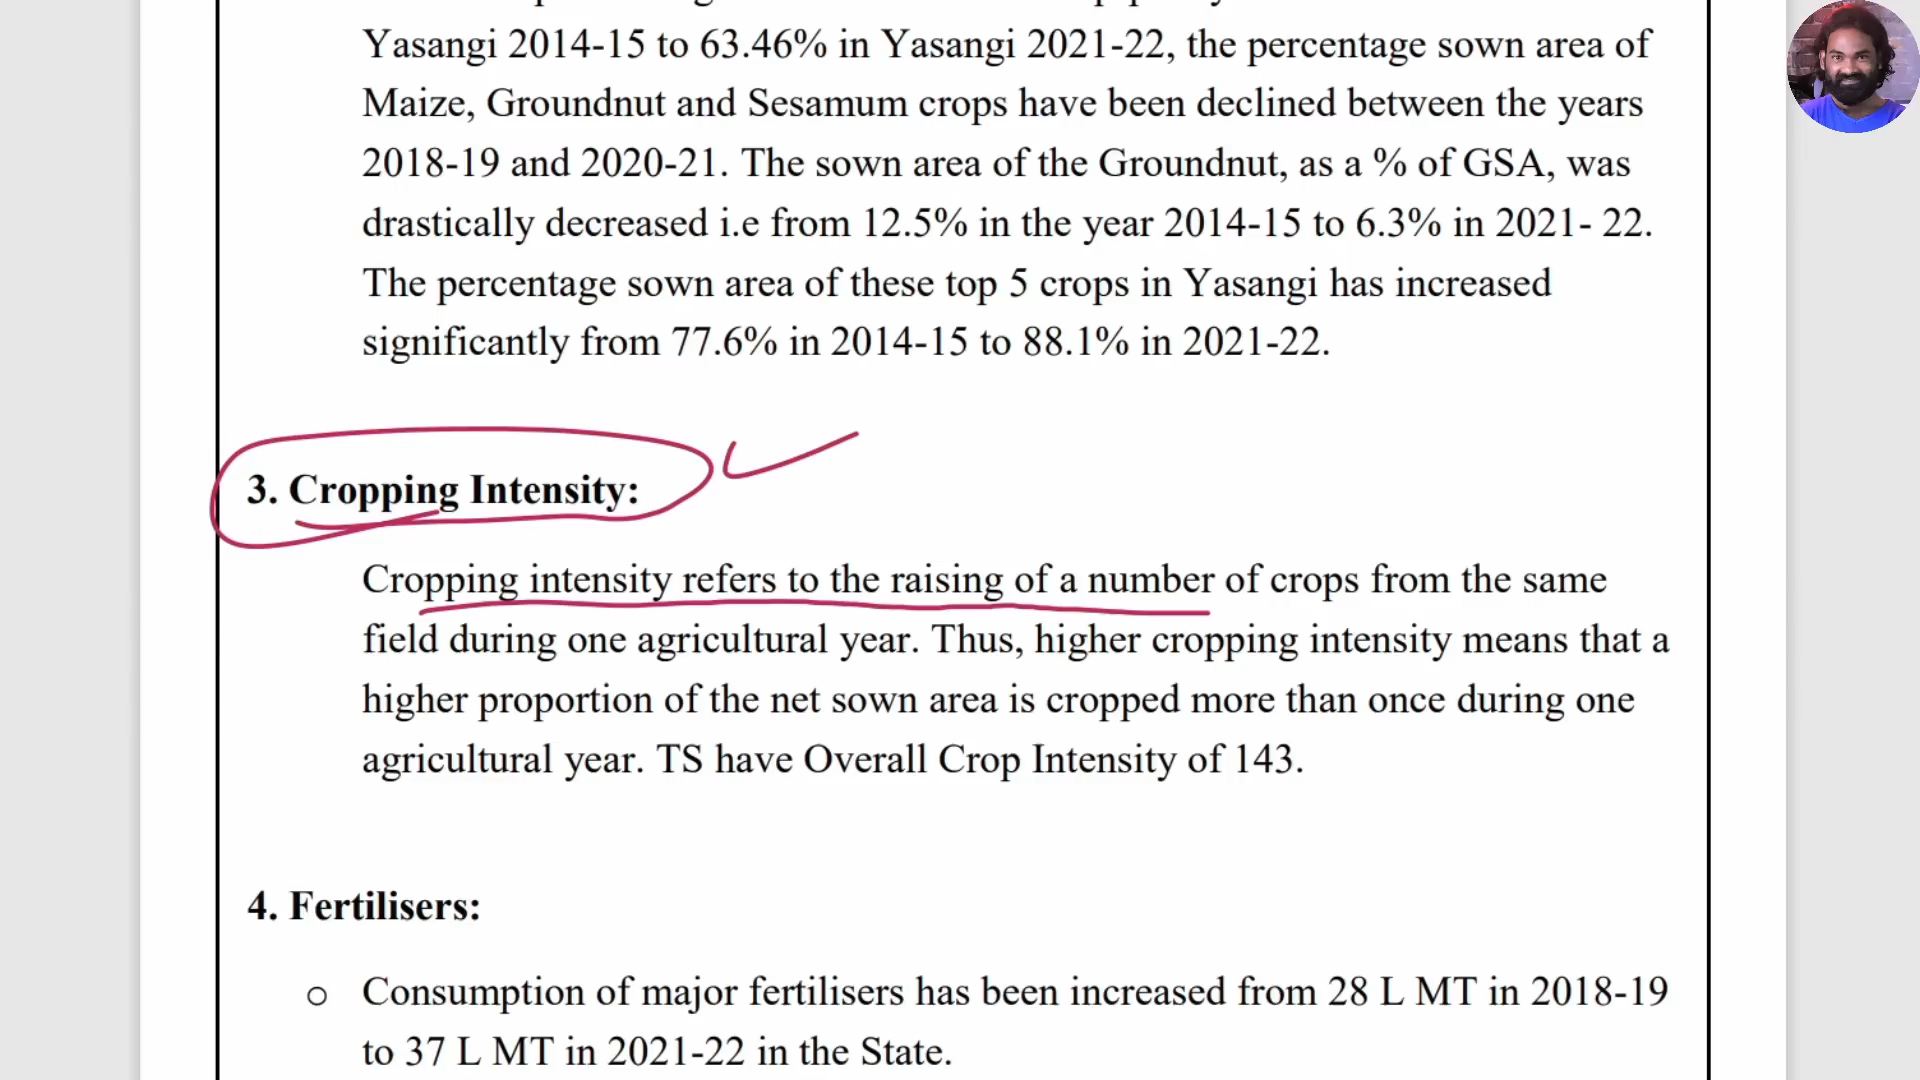 Yasangi 2014-15 to 63.46% in Yasangi 2021-22, the percentage sown area of
Maize, Groundnut and Sesamum crops have been declined between the years
2018-19 and 2020-21. The sown area of the Groundnut, as a % of GSA, was
drastically decreased i.e from 12.5% in the year 2014-15 to 6.3% in 2021- 22.
The percentage sown area of these top 5 crops in Yasangi has increased
significantly from 77.6% in 2014-15 to 88.1% in 2021-22.
3. Cropping Intensity:
Cropping intensity refers to the raising of a number of crops from the same
field during one agricultural year. Thus, higher cropping intensity means that a
higher proportion of the net sown area is cropped more than once during one
agricultural year. TS have Overall Crop Intensity of 143.
4. Fertilisers:
o Consumption of major fertilisers has been increased from 28 L MT in 2018-19
to 37 L MT in 2021-22 in the State.